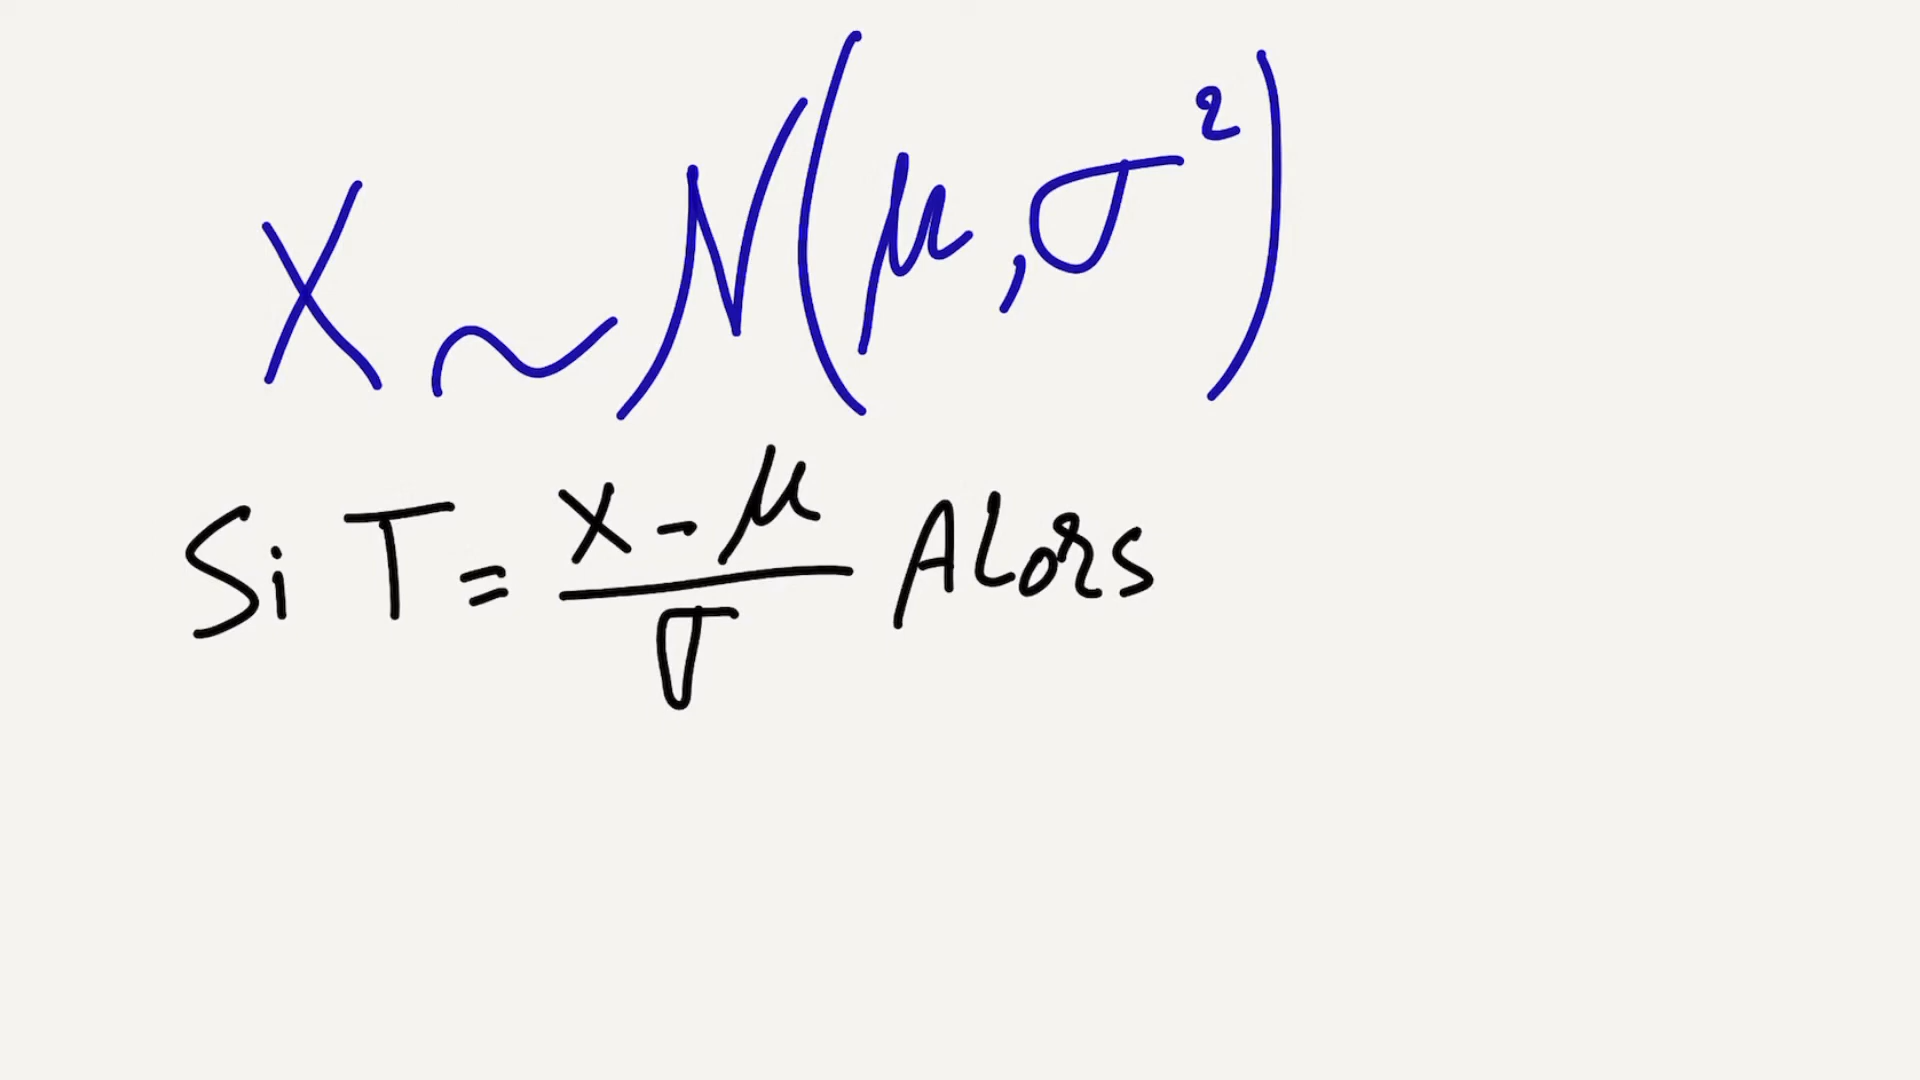 X ~ N(μ, σ²)
Si T = (X - μ) / σ ALors